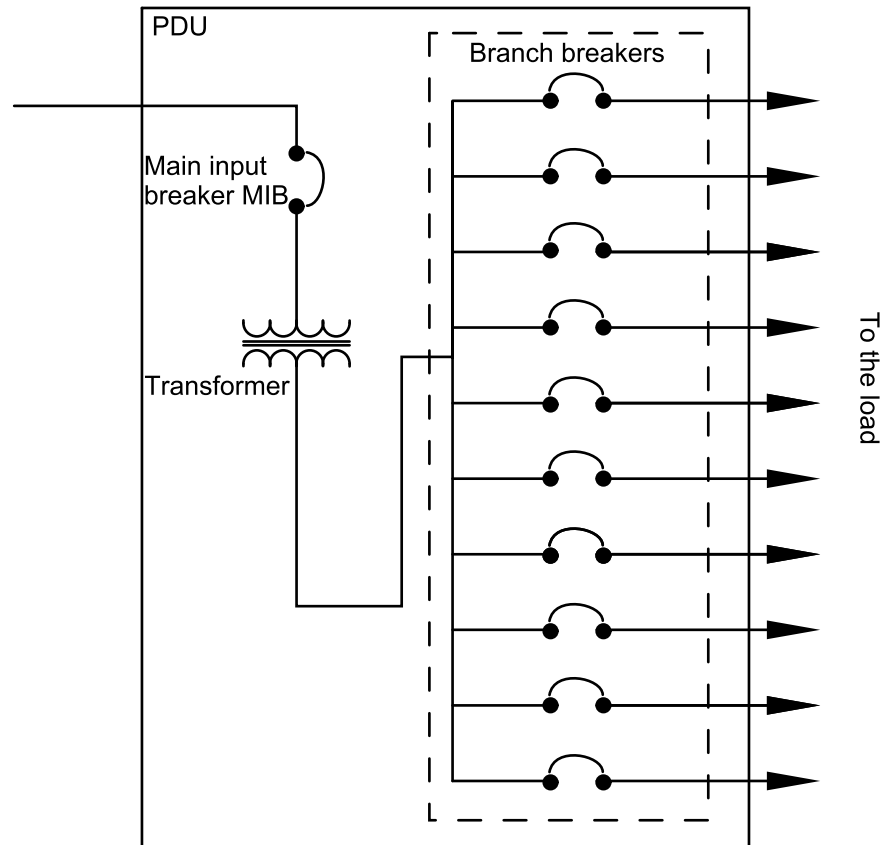 PDU
Branch breakers
Main input
breaker MIB
Transformer
To the load